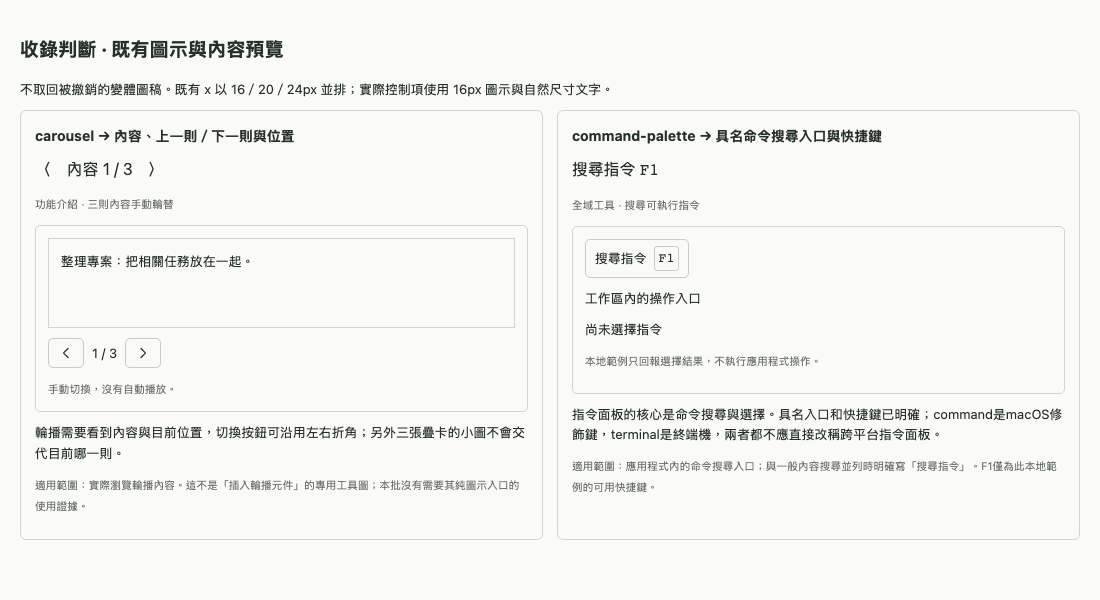 收錄判斷 · 既有圖示與內容預覽
不取回被撤銷的變體圖稿。既有 x 以 16 / 20 / 24px 並排；實際控制項使用 16px 圖示與自然尺寸文字。
carousel → 內容、上一則 / 下一則與位置
〈 內容 1 / 3 〉
功能介紹 · 三則內容手動輪替
整理專案：把相關任務放在一起。
1 / 3
手動切換，沒有自動播放。
輪播需要看到內容與目前位置，切換按鈕可沿用左右折角；另外三張疊卡的小圖不會交
代目前哪一則。
適用範圍：實際瀏覽輪播內容。這不是「插入輪播元件」的專用工具圖；本批沒有需要其純圖示入口的
使用證據。
command-palette → 具名命令搜尋入口與快捷鍵
搜尋指令 F1
全域工具 · 搜尋可執行指令
搜尋指令 F1
工作區內的操作入口
尚未選擇指令
本地範例只回報選擇結果，不執行應用程式操作。
指令面板的核心是命令搜尋與選擇。具名入口和快捷鍵已明確；command是macOS修
飾鍵，terminal是終端機，兩者都不應直接改稱跨平台指令面板。
適用範圍：應用程式內的命令搜尋入口；與一般內容搜尋並列時明確寫「搜尋指令」。F1僅為此本地範
例的可用快捷鍵。